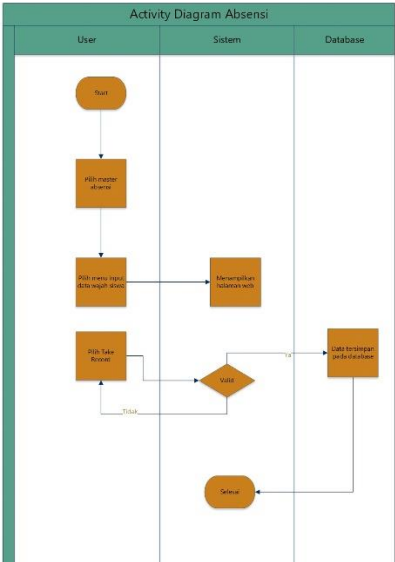 Activity Diagram Absensi
User
Sistem
Database
Start
Pilih master
absensi
Pilih menu input
data wajah siswa
Menampilkan
halaman web
Pilih Take
Record
Valid
Ya
Data tersimpan
pada database
Tidak
Selesai